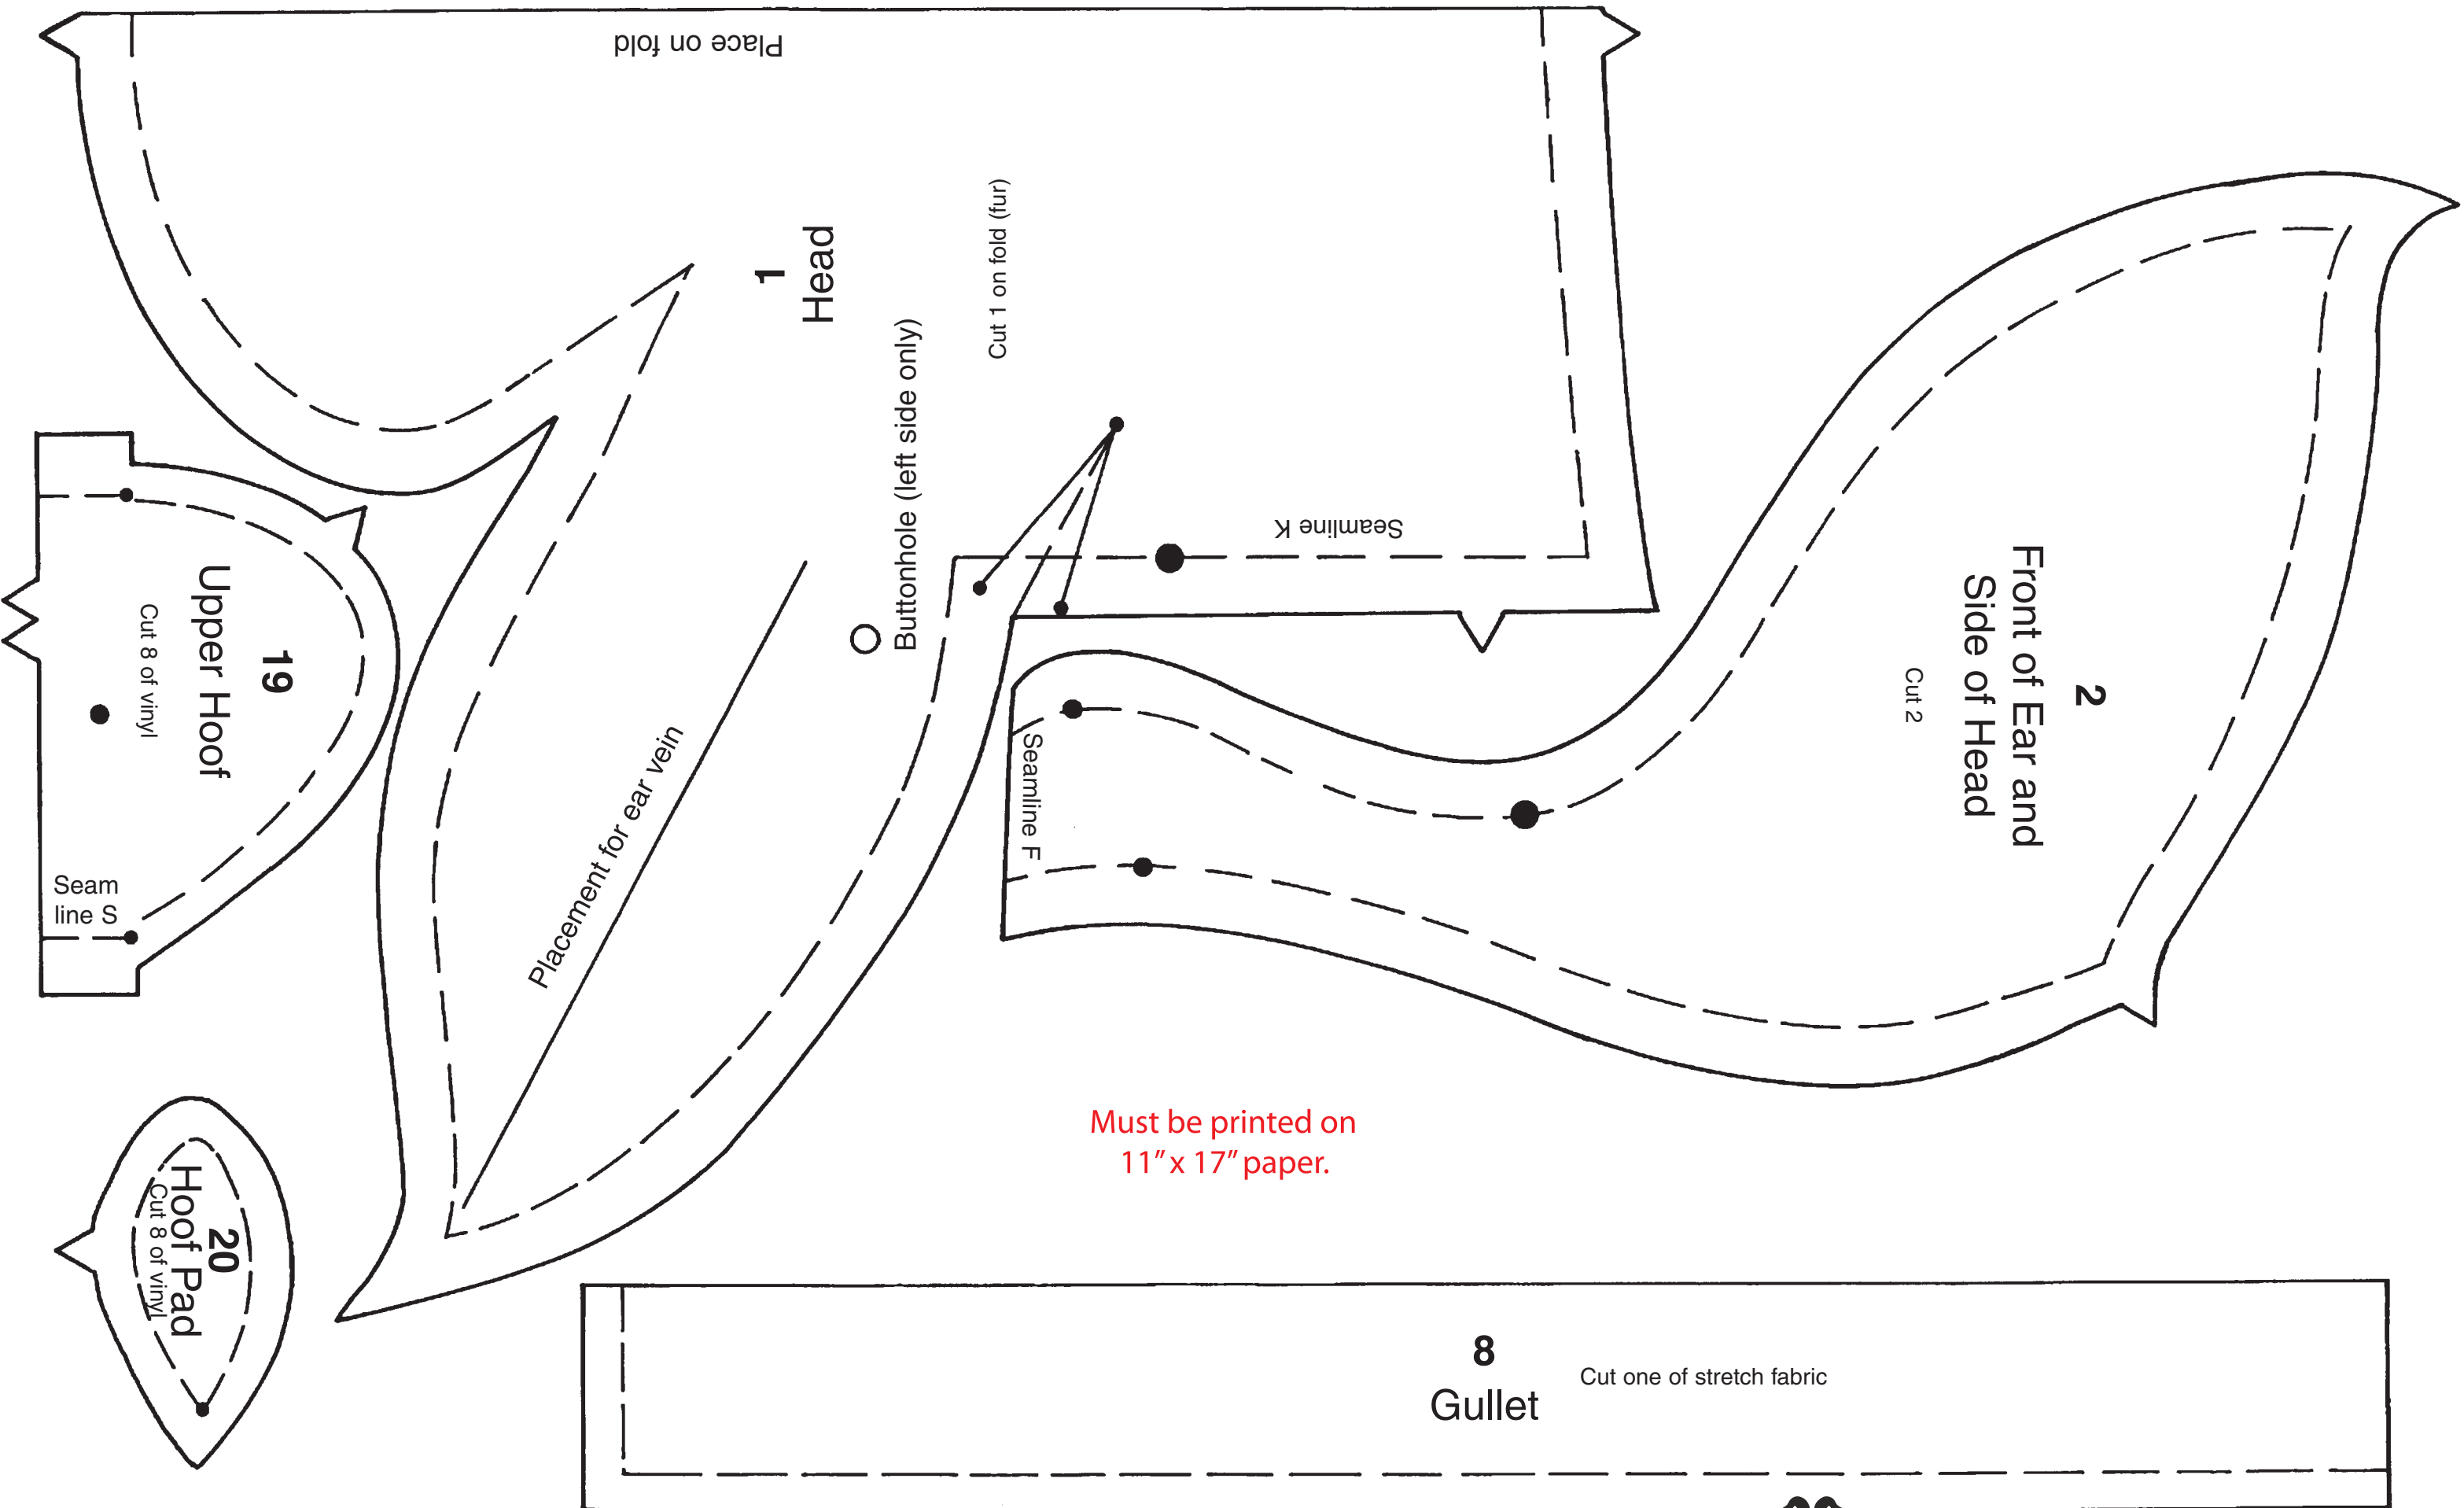 Place on fold
1
Head
Cut 1 on fold (fur)
Buttonhole (left side only)
Seamline K
Placement for ear vein
2
Front of Ear and
Side of Head
Cut 2
Seamline F
19
Upper Hoof
Cut 8 of vinyl
Seam
line S
20
Hoof Pad
Cut 8 of vinyl
Must be printed on
11" x 17" paper.
8
Gullet
Cut one of stretch fabric